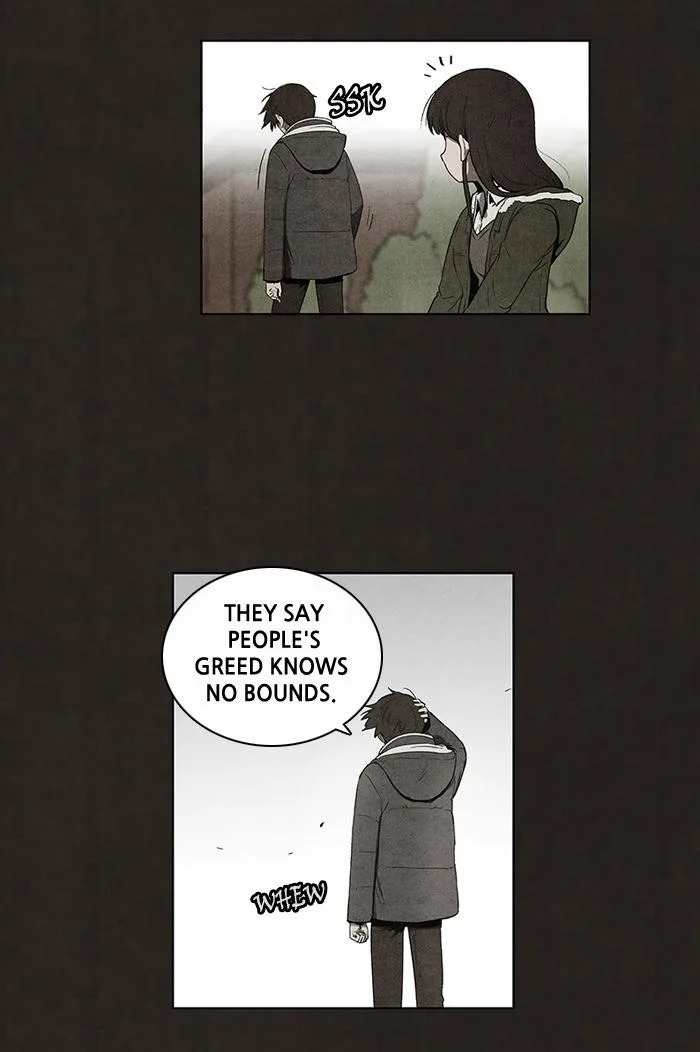 SSK
THEY SAY
PEOPLE'S
GREED KNOWS
NO BOUNDS.
WHEW